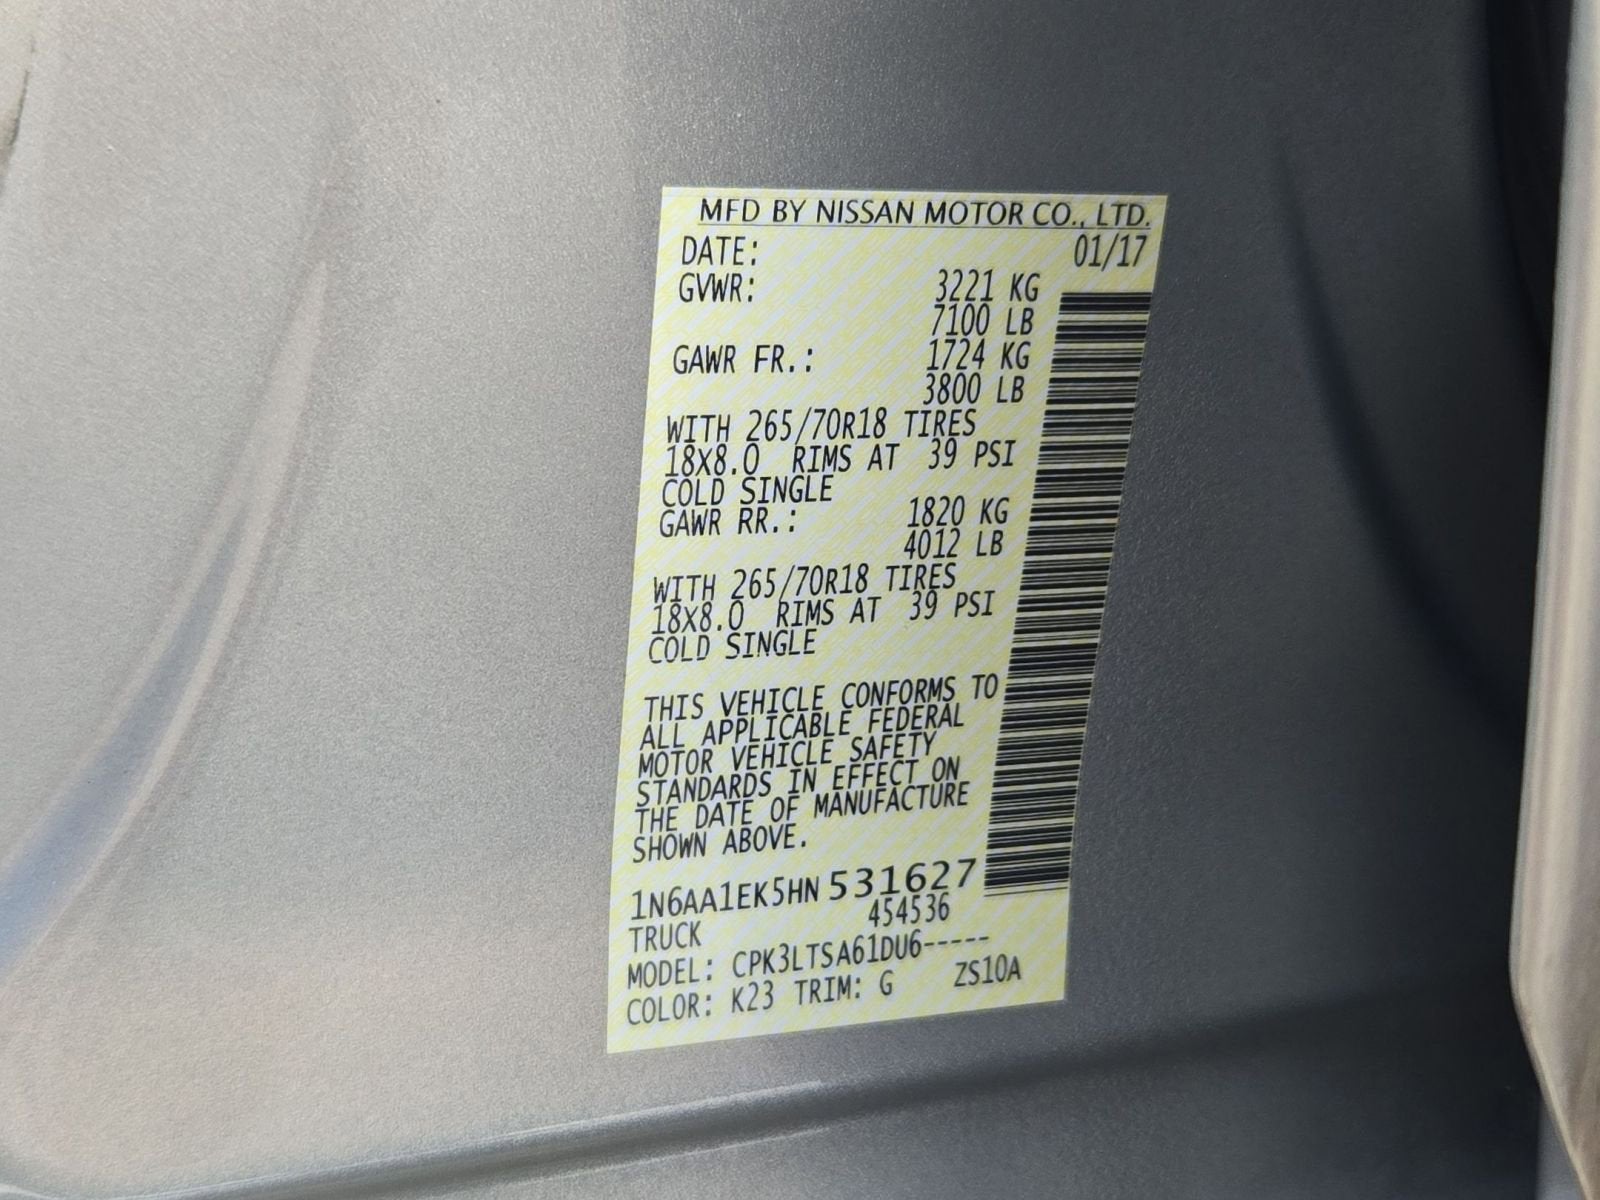 MFD BY NISSAN MOTOR CO., LTD.
DATE: 01/17
GVWR: 3221 KG
7100 LB
GAWR FR.: 1724 KG
3800 LB
WITH 265/70R18 TIRES
18X8.0 RIMS AT 39 PSI
COLD SINGLE
GAWR RR.: 1820 KG
4012 LB
WITH 265/70R18 TIRES
18X8.0 RIMS AT 39 PSI
COLD SINGLE
THIS VEHICLE CONFORMS TO
ALL APPLICABLE FEDERAL
MOTOR VEHICLE SAFETY
STANDARDS IN EFFECT ON
THE DATE OF MANUFACTURE
SHOWN ABOVE.
1N6AA1EK5HN531627
454536
TRUCK
MODEL: CPK3LTSA61DU6-----
COLOR: K23 TRIM: G ZS10A